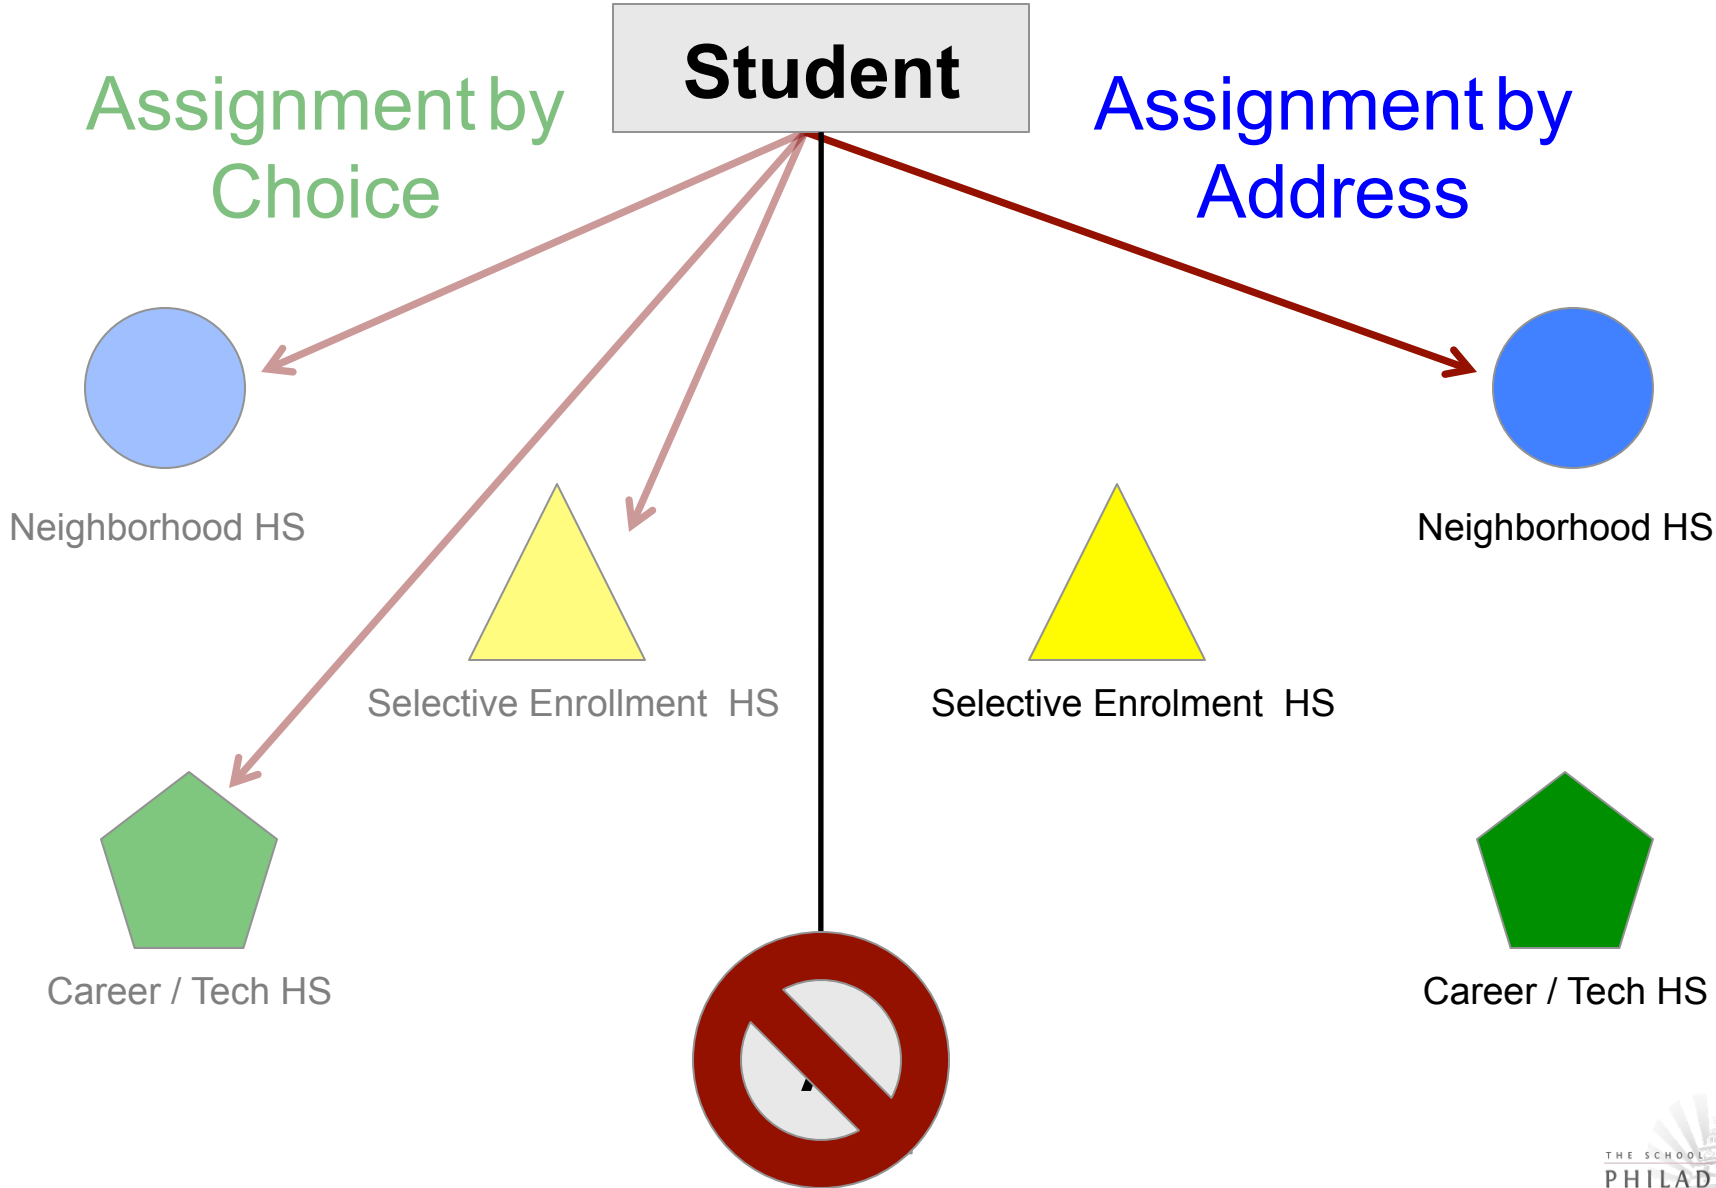 Student
Assignment by
Choice
Assignment by
Address
Neighborhood HS
Neighborhood HS
Selective Enrollment HS
Selective Enrolment HS
Career / Tech HS
Career / Tech HS
THE SCHOOL
PHILAD